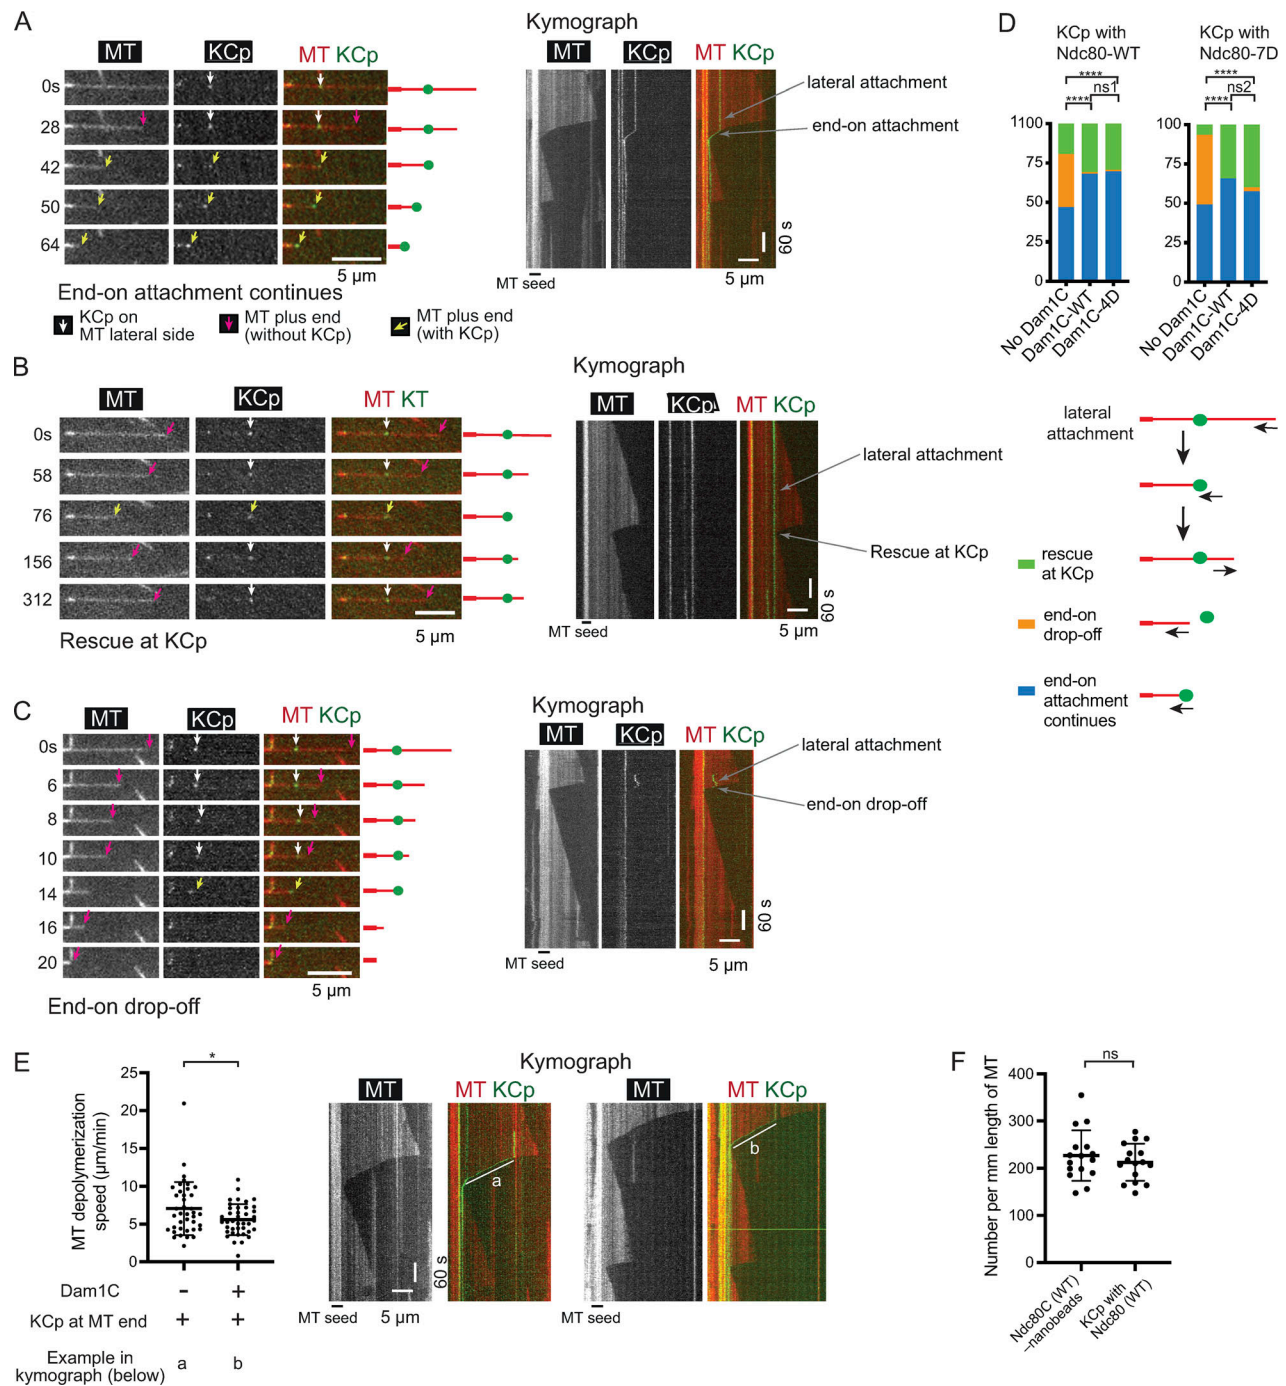 A
MT
KCp
MT KCp
0s
28
42
50
64
5 µm
End-on attachment continues
KCp on
MT lateral side
MT plus end
(without KCp)
MT plus end
(with KCp)
Kymograph
MT
KCp
MT KCp
lateral attachment
end-on attachment
60 s
MT seed
5 µm
D
KCp with
Ndc80-WT
****
ns1
****
1100
75
50
25
0
No Dam1C
Dam1C-WT
Dam1C-4D
KCp with
Ndc80-7D
****
ns2
****
100
75
50
25
0
No Dam1C
Dam1C-WT
Dam1C-4D
lateral
attachment
rescue
at KCp
end-on
drop-off
end-on
attachment
continues
B
MT
KCp
MT KT
0s
58
76
156
312
5 µm
Rescue at KCp
Kymograph
MT
KCp
MT KCp
lateral attachment
Rescue at KCp
60 s
MT seed
5 µm
C
MT
KCp
MT KCp
0s
6
8
10
14
16
20
5 µm
End-on drop-off
Kymograph
MT
KCp
MT KCp
lateral attachment
end-on drop-off
60 s
MT seed
5 µm
E
*
MT depolymerization
speed (µm/min)
25
20
15
10
5
0
Dam1C - +
KCp at MT end + +
Example in
kymograph (below) a b
Kymograph
MT
MT KCp
a
60 s
MT seed
5 µm
MT
MT KCp
b
MT seed
F
ns
Number per mm length of MT
400
300
200
100
0
Ndc80C (WT)
–nanobeads
KCp with
Ndc80 (WT)